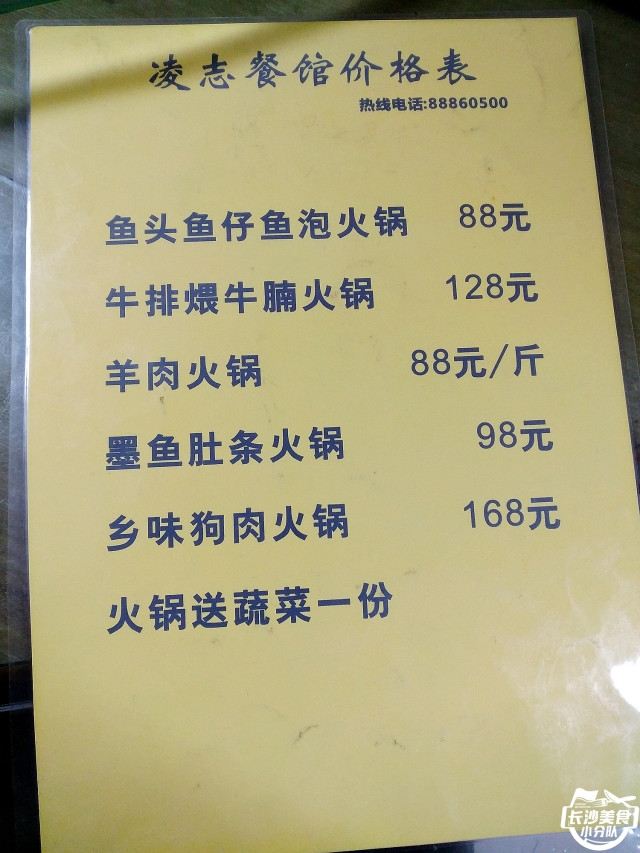 凌志餐馆价格表
热线电话:88860500
鱼头鱼仔鱼泡火锅 88元
牛排煨牛腩火锅 128元
羊肉火锅 88元/斤
墨鱼肚条火锅 98元
乡味狗肉火锅 168元
火锅送蔬菜一份
长沙美食
小分队